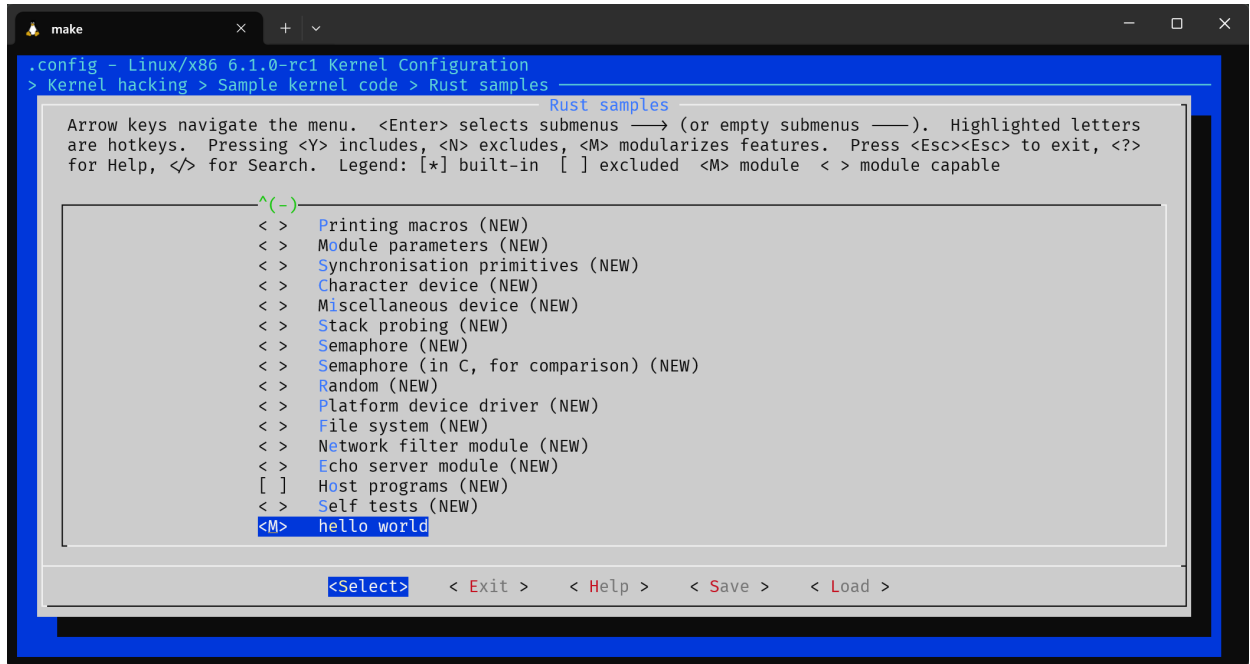 make
.config - Linux/x86 6.1.0-rc1 Kernel Configuration
> Kernel hacking > Sample kernel code > Rust samples
Rust samples
Arrow keys navigate the menu. <Enter> selects submenus ---> (or empty submenus ----). Highlighted letters
are hotkeys. Pressing <Y> includes, <N> excludes, <M> modularizes features. Press <Esc><Esc> to exit, <?>
for Help, </> for Search. Legend: [*] built-in [ ] excluded <M> module < > module capable
^(-)
< > Printing macros (NEW)
< > Module parameters (NEW)
< > Synchronisation primitives (NEW)
< > Character device (NEW)
< > Miscellaneous device (NEW)
< > Stack probing (NEW)
< > Semaphore (NEW)
< > Semaphore (in C, for comparison) (NEW)
< > Random (NEW)
< > Platform device driver (NEW)
< > File system (NEW)
< > Network filter module (NEW)
< > Echo server module (NEW)
[ ] Host programs (NEW)
< > Self tests (NEW)
<M> hello world
<Select> < Exit > < Help > < Save > < Load >